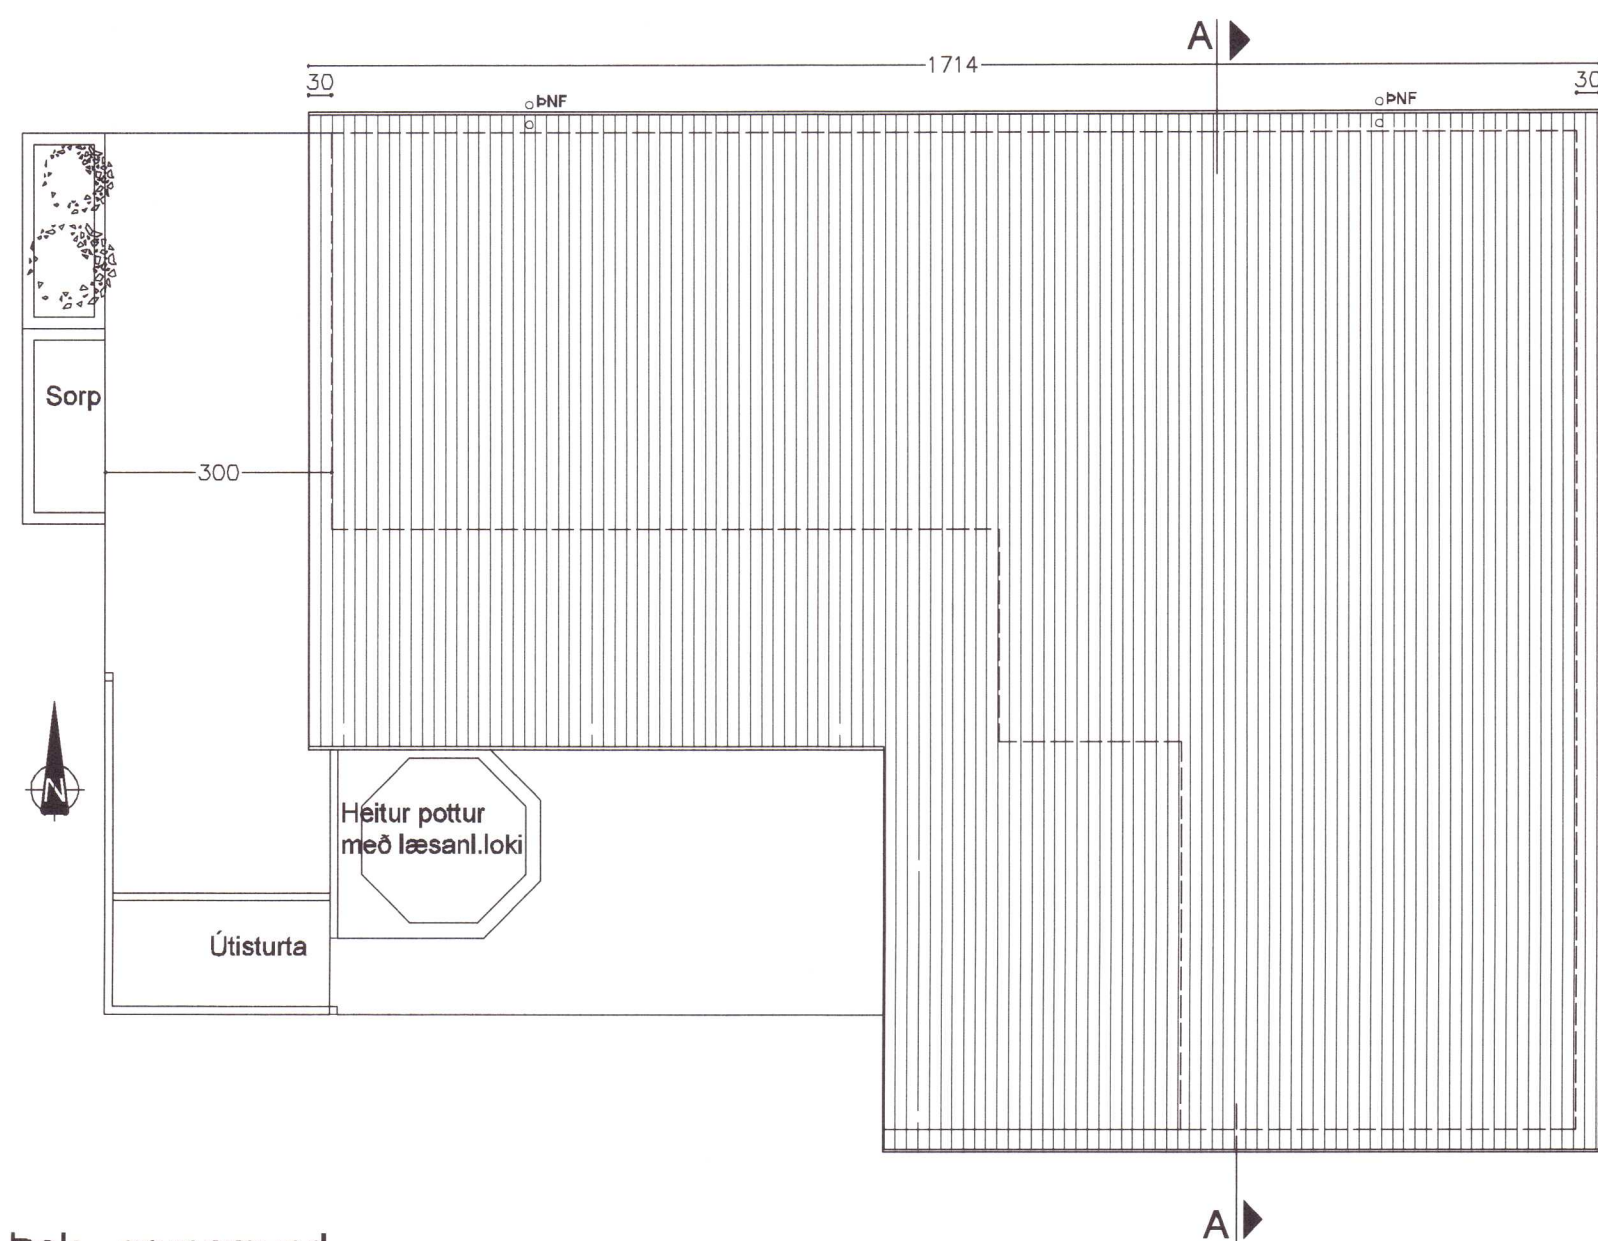 A
1714
30
30
ÞNF
ÞNF
Sorp
300
N
Heitur pottur
með læsanl.loki
Útisturta
A